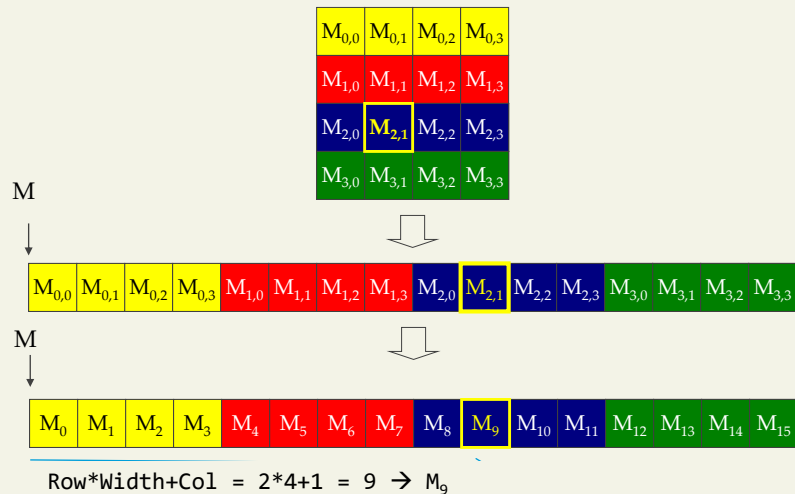 M₀,₀ M₀,₁ M₀,₂ M₀,₃
M₁,₀ M₁,₁ M₁,₂ M₁,₃
M₂,₀ M₂,₁ M₂,₂ M₂,₃
M₃,₀ M₃,₁ M₃,₂ M₃,₃
M
M₀,₀ M₀,₁ M₀,₂ M₀,₃ M₁,₀ M₁,₁ M₁,₂ M₁,₃ M₂,₀ M₂,₁ M₂,₂ M₂,₃ M₃,₀ M₃,₁ M₃,₂ M₃,₃
M
M₀ M₁ M₂ M₃ M₄ M₅ M₆ M₇ M₈ M₉ M₁₀ M₁₁ M₁₂ M₁₃ M₁₄ M₁₅
Row*Width+Col = 2*4+1 = 9 → M₉